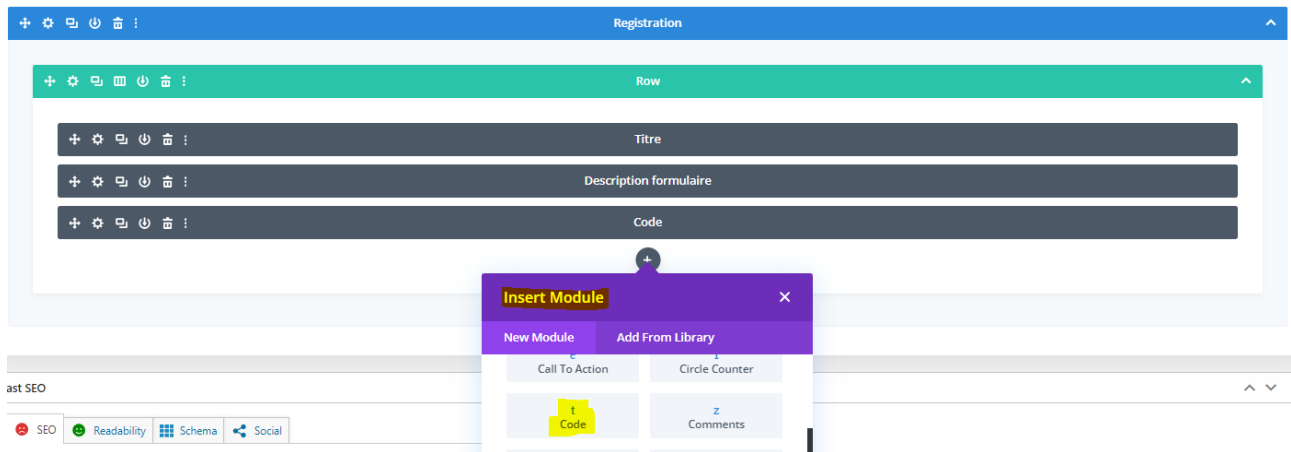 Registration
Row
Titre
Description formulaire
Code
Insert Module
New Module Add From Library
Call To Action Circle Counter
t z
Code Comments
ast SEO
SEO Readability Schema Social